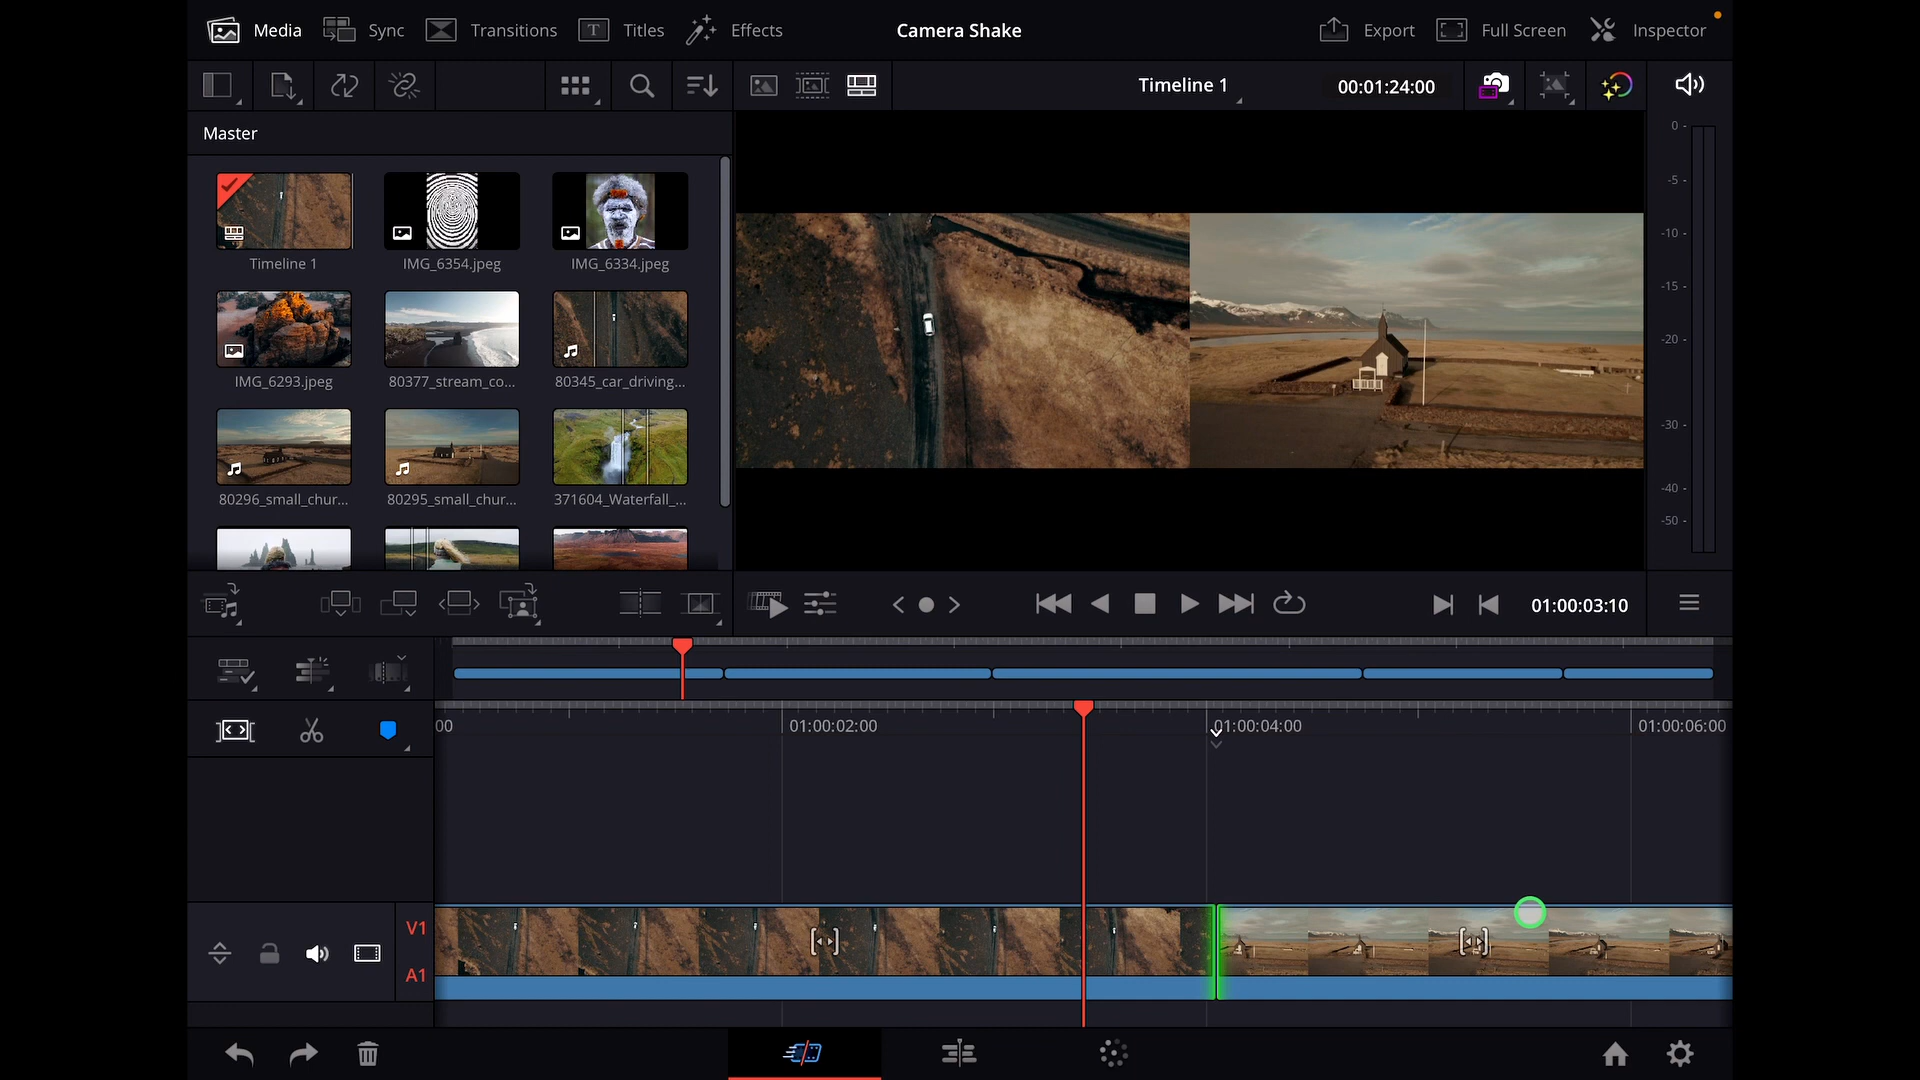 Media
Sync
Transitions
T
Titles
Effects
Camera Shake
Export
Full Screen
Inspector
Timeline 1
00:01:24:00
Master
0
-5
-10
-15
-20
-30
-40
-50
Timeline 1
IMG_6354.jpeg
IMG_6334.jpeg
IMG_6293.jpeg
80377_stream_co...
80345_car_driving...
80296_small_chur...
80295_small_chur...
371604_Waterfall_...
01:00:03:10
00
01:00:02:00
01:00:04:00
01:00:06:00
V1
A1